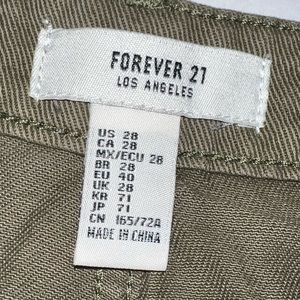 FOREVER 21
LOS ANGELES
US 28
CA 28
MX/ECU 28
BR 28
EU 40
UK 28
KR 71
JP 71
CN 165/72A
MADE IN CHINA